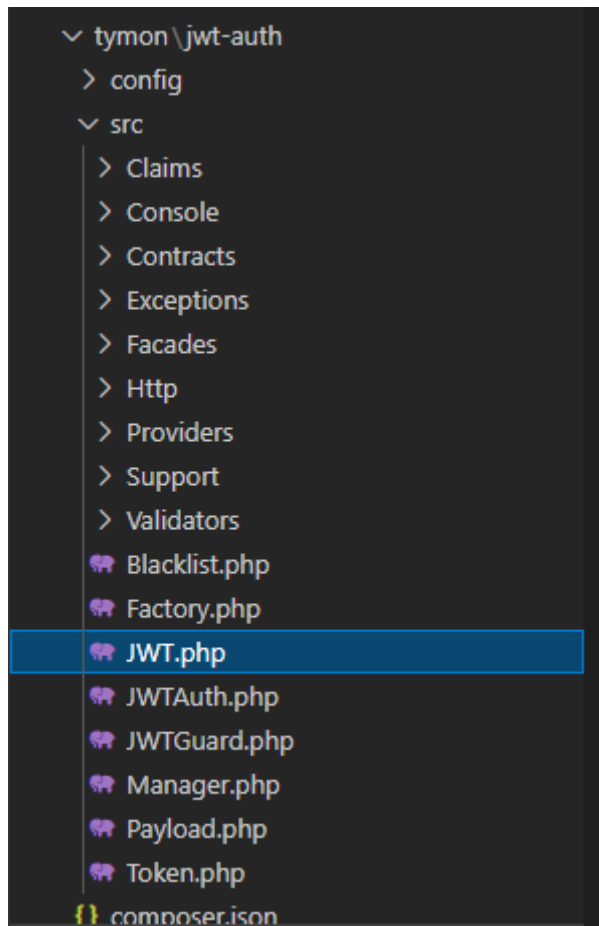 tymon\jwt-auth
config
src
Claims
Console
Contracts
Exceptions
Facades
Http
Providers
Support
Validators
Blacklist.php
Factory.php
JWT.php
JWTAuth.php
JWTGuard.php
Manager.php
Payload.php
Token.php
{} composer.json